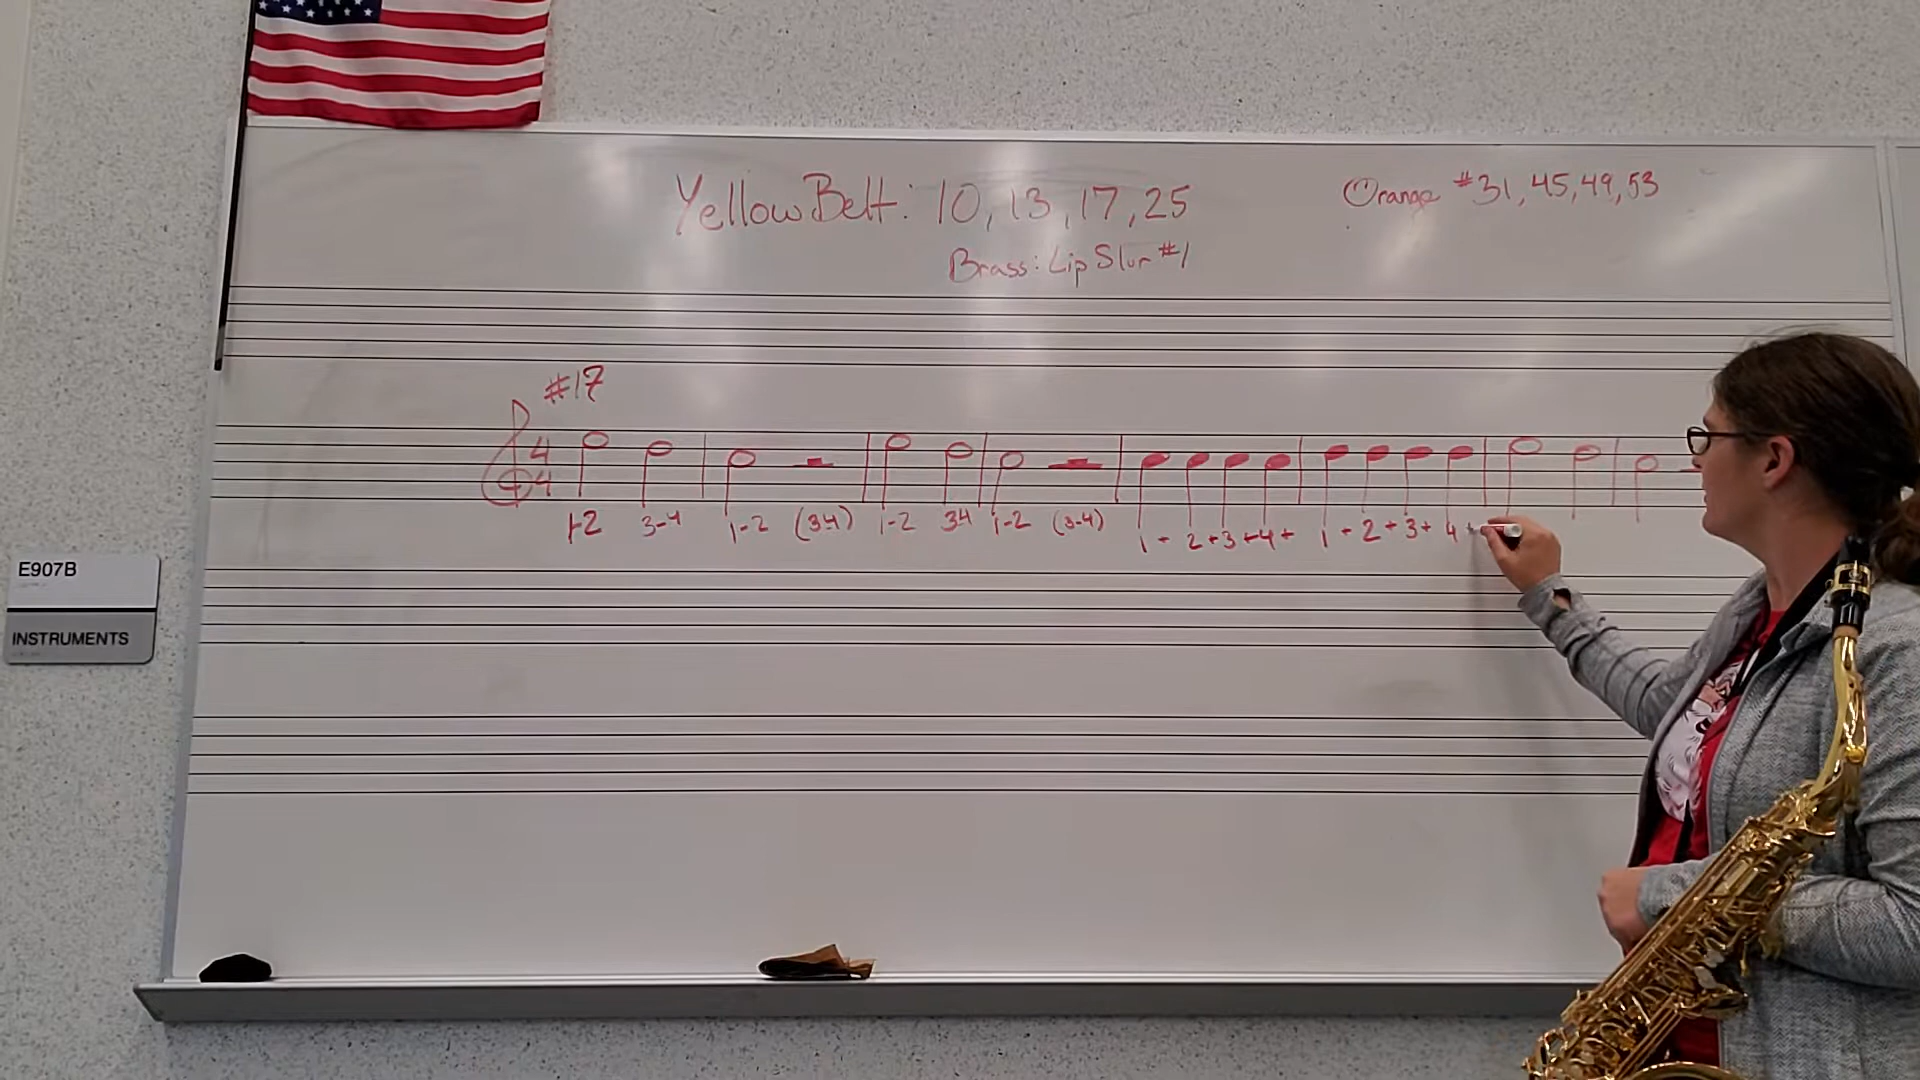 Yellow Belt: 10, 13, 17, 25
Orange #31, 45, 49, 53
Brass: Lip Slur #1
#17
4
4
1-2 3-4 1-2 (3-4) 1-2 34 1-2 (3-4) 1 + 2 + 3 + 4 + 1 + 2 + 3 + 4 +
E907B
INSTRUMENTS